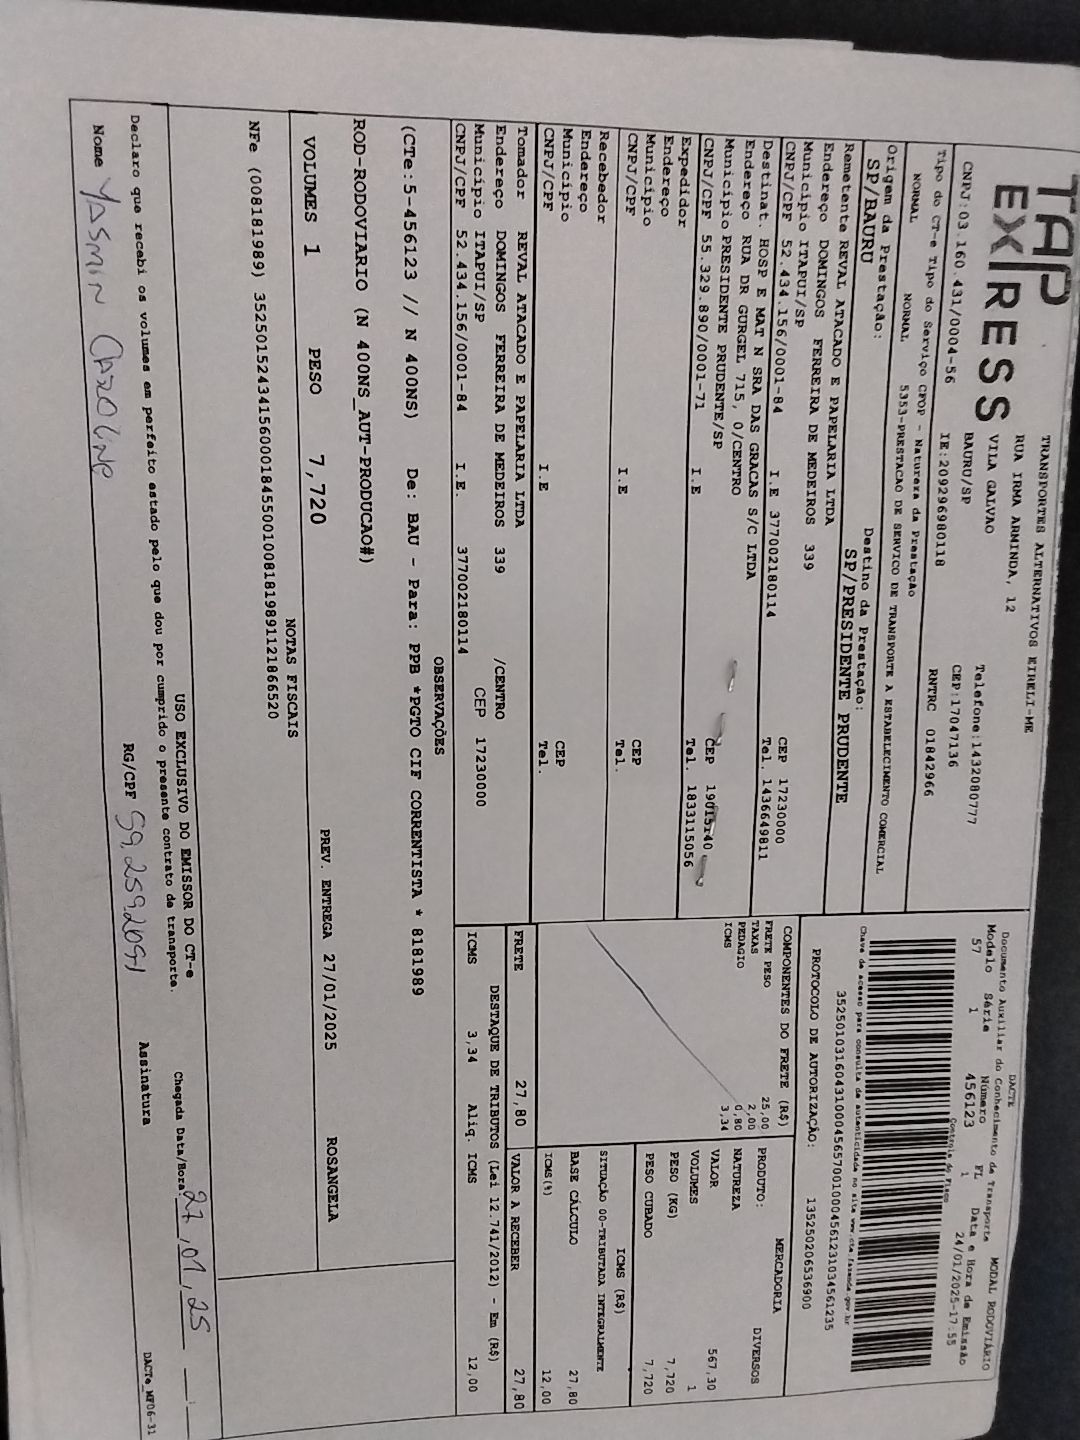 TAP
EXPRESS
TRANSPORTES ALTERNATIVOS EIRELI-ME
RUA IRMA ARMINDA, 12
VILA GALVAO
BAURU/SP
Telefone:1432080777
CEP:17047136
CNPJ:03.160.431/0004-56 IE:209296980118 RNTRC 01842966
Tipo do CT-e Tipo do Serviço CFOP - Natureza da Prestação
NORMAL NORMAL 5353-PRESTACAO DE SERVICO DE TRANSPORTE A ESTABELECIMENTO COMERCIAL
Origem da Prestação: Destino da Prestação:
SP/BAURU SP/PRESIDENTE PRUDENTE
DACTE MODAL RODOVIÁRIO
Documento Auxiliar do Conhecimento de Transporte
Modelo Série Número FL Data e Hora de Emissão
57 1 456123 1 24/01/2025-17:55
Controle do Fisco
Chave de acesso para consulta de autenticidade no site www.cte.fazenda.gov.br
35250103160431000456570010004561231034561235
PROTOCOLO DE AUTORIZAÇÃO: 135250206536900
Remetente REVAL ATACADO E PAPELARIA LTDA
Endereço DOMINGOS FERREIRA DE MEDEIROS 339
Município ITAPUI/SP CEP 17230000
CNPJ/CPF 52.434.156/0001-84 I.E 377002180114 Tel. 1436649811
Destinat. HOSP E MAT N SRA DAS GRACAS S/C LTDA
Endereço RUA DR GURGEL 715, 0/CENTRO
Município PRESIDENTE PRUDENTE/SP CEP 19015140
CNPJ/CPF 55.329.890/0001-71 I.E Tel. 1833115056
Expedidor
Endereço
Município CEP
CNPJ/CPF I.E Tel.
Recebedor
Endereço
Município CEP
CNPJ/CPF I.E Tel.
Tomador REVAL ATACADO E PAPELARIA LTDA
Endereço DOMINGOS FERREIRA DE MEDEIROS 339 /CENTRO
Município ITAPUI/SP CEP 17230000
CNPJ/CPF 52.434.156/0001-84 I.E. 377002180114
COMPONENTES DO FRETE (R$)
FRETE PESO 25,00
TAXAS 2,00
PEDAGIO 0,80
ICMS 3,34
MERCADORIA
PRODUTO: DIVERSOS
NATUREZA
VALOR 567,30
VOLUMES 1
PESO (KG) 7,720
PESO CUBADO 7,720
ICMS (R$)
SITUAÇÃO 00-TRIBUTADA INTEGRALMENTE
BASE CÁLCULO 27,80
ICMS(%) 12,00
FRETE 27,80 VALOR A RECEBER 27,80
DESTAQUE DE TRIBUTOS (Lei 12.741/2012) - Em (R$)
ICMS 3,34 Aliq. ICMS 12,00
OBSERVAÇÕES
(CTe:5-456123 // N 400NS) De: BAU - Para: PPB *PGTO CIF CORRENTISTA * 8181989
ROD-RODOVIARIO (N 400NS_AUT-PRODUCAO#)
VOLUMES 1 PESO 7,720 PREV. ENTREGA 27/01/2025 ROSANGELA
NOTAS FISCAIS
NFe (008181989) 35250152434156000184550010081819891121866520
USO EXCLUSIVO DO EMISSOR DO CT-e
Declaro que recebi os volumes em perfeito estado pelo que dou por cumprido o presente contrato de transporte.
Chegada Data/Hora: 27/01/25
Nome YASMIN CAROLINE RG/CPF 59.259.209-1 Assinatura
DACTe_MF06-31